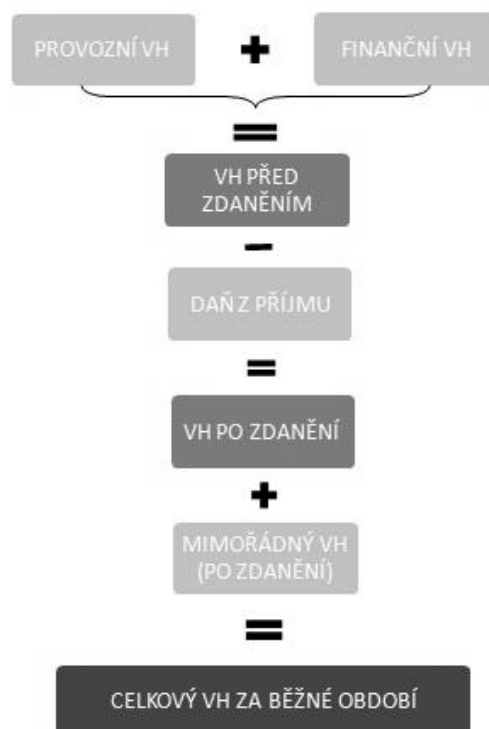 PROVOZNÍ VH + FINANČNÍ VH
=
VH PŘED
ZDANĚNÍM
-
DAŇ Z PŘÍJMU
=
VH PO ZDANĚNÍ
+
MIMOŘÁDNÝ VH
(PO ZDANĚNÍ)
=
CELKOVÝ VH ZA BĚŽNÉ OBDOBÍ